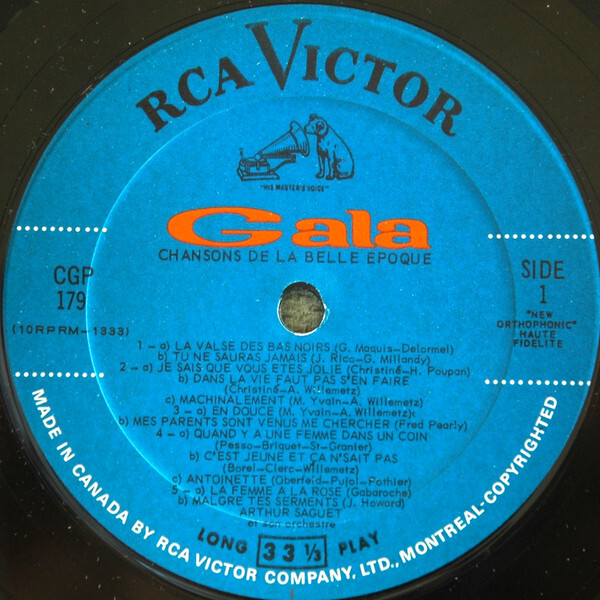 RCA VICTOR
"HIS MASTER'S VOICE"
Gala
CHANSONS DE LA BELLE EPOQUE
CGP
179
(10RPRM-1333)
SIDE
1
"NEW
ORTHOPHONIC"
HAUTE
FIDELITE
1 - a) LA VALSE DES BAS NOIRS (G. Maquis-Delormel)
b) TU NE SAURAS JAMAIS (J. Rico-G. Millandy)
2 - a) JE SAIS QUE VOUS ETES JOLIE (Christiné-H. Poupan)
b) DANS LA VIE FAUT PAS S'EN FAIRE
(Christiné-A. Willemetz)
c) MACHINALEMENT (M. Yvain-A. Willemetz)
3 - a) EN DOUCE (M. Yvain-A. Willemetz)
b) MES PARENTS SONT VENUS ME CHERCHER (Fred Pearly)
4 - a) QUAND Y A UNE FEMME DANS UN COIN
(Pesso-Briquet-St-Granier)
b) C'EST JEUNE ET ÇA N'SAIT PAS
(Borel-Clerc-Willemetz)
c) ANTOINETTE (Oberfeld-Pujol-Pothier)
5 - a) LA FEMME A LA ROSE (Gabaroche)
b) MALGRE TES SERMENTS (J. Howard)
ARTHUR SAGUET
et son orchestre
LONG 33 1/3 PLAY
MADE IN CANADA BY RCA VICTOR COMPANY, LTD., MONTREAL-COPYRIGHTED